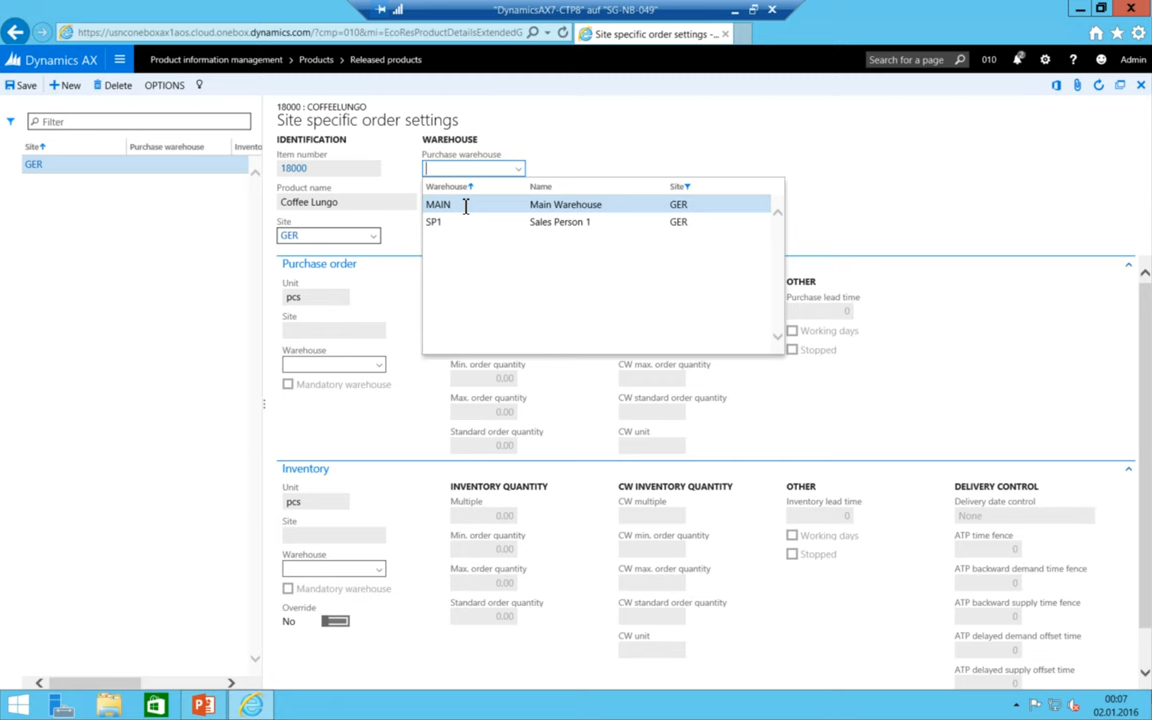 "DynamicsAX7-CTP8" auf "SG-NB-049"
https://usnconeboxax1aos.cloud.onebox.dynamics.com/?cmp=010&mi=EcoResProductDetailsExtendedG
Site specific order settings -...
Dynamics AX
Product information management > Products > Released products
Search for a page
010
Admin
Save
+ New
Delete
OPTIONS
Filter
Site
Purchase warehouse
Invento
GER
18000 : COFFEELUNGO
Site specific order settings
IDENTIFICATION
WAREHOUSE
Item number
Purchase warehouse
18000
Product name
Coffee Lungo
Site
GER
Warehouse
Name
Site
MAIN
Main Warehouse
GER
SP1
Sales Person 1
GER
Purchase order
Unit
pcs
Site
Warehouse
Mandatory warehouse
Min. order quantity
0.00
Max. order quantity
0.00
Standard order quantity
0.00
CW max. order quantity
CW standard order quantity
CW unit
OTHER
Purchase lead time
0
Working days
Stopped
Inventory
Unit
pcs
Site
Warehouse
Mandatory warehouse
Override
No
INVENTORY QUANTITY
Multiple
0.00
Min. order quantity
0.00
Max. order quantity
0.00
Standard order quantity
0.00
CW INVENTORY QUANTITY
CW multiple
CW min. order quantity
CW max. order quantity
CW standard order quantity
CW unit
OTHER
Inventory lead time
0
Working days
Stopped
DELIVERY CONTROL
Delivery date control
None
ATP time fence
0
ATP backward demand time fence
0
ATP backward supply time fence
0
ATP delayed demand offset time
0
ATP delayed supply offset time
0
00:07
02.01.2016